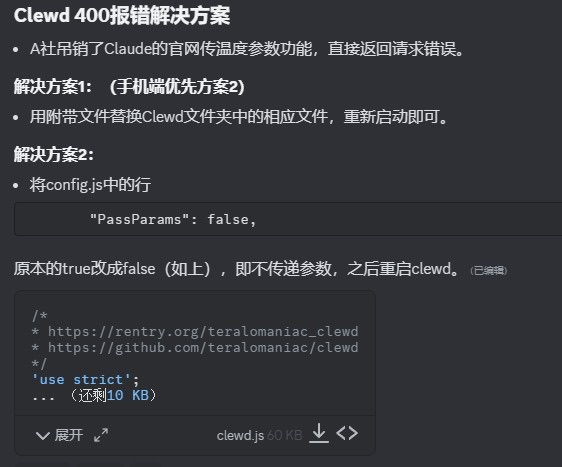 Clewd 400报错解决方案
• A社吊销了Claude的官网传温度参数功能，直接返回请求错误。
解决方案1：（手机端优先方案2）
• 用附带文件替换Clewd文件夹中的相应文件，重新启动即可。
解决方案2：
• 将config.js中的行
"PassParams": false,
原本的true改成false（如上），即不传递参数，之后重启clewd。（已编辑）
/*
* https://rentry.org/teralomaniac_clewd
* https://github.com/teralomaniac/clewd
*/
'use strict';
... （还剩10 KB）
展开 clewd.js 60 KB